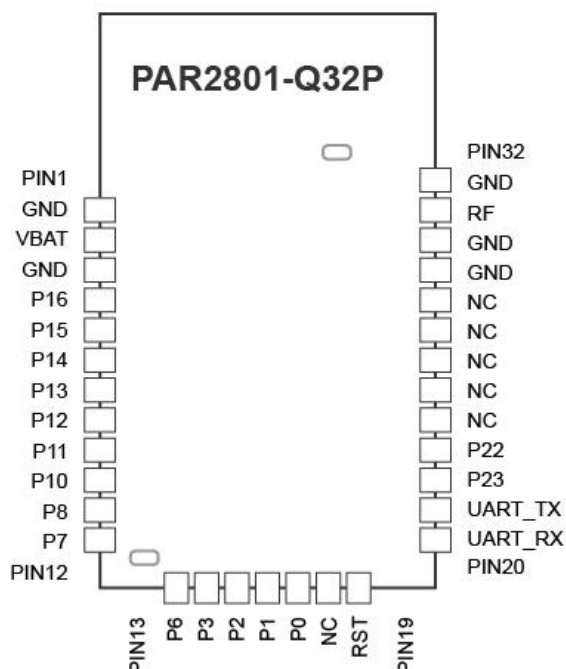 PAR2801-Q32P
PIN1
GND
VBAT
GND
P16
P15
P14
P13
P12
P11
P10
P8
P7
PIN12
PIN13
P6
P3
P2
P1
P0
NC
RST
PIN19
PIN32
GND
RF
GND
GND
NC
NC
NC
NC
NC
P22
P23
UART_TX
UART_RX
PIN20